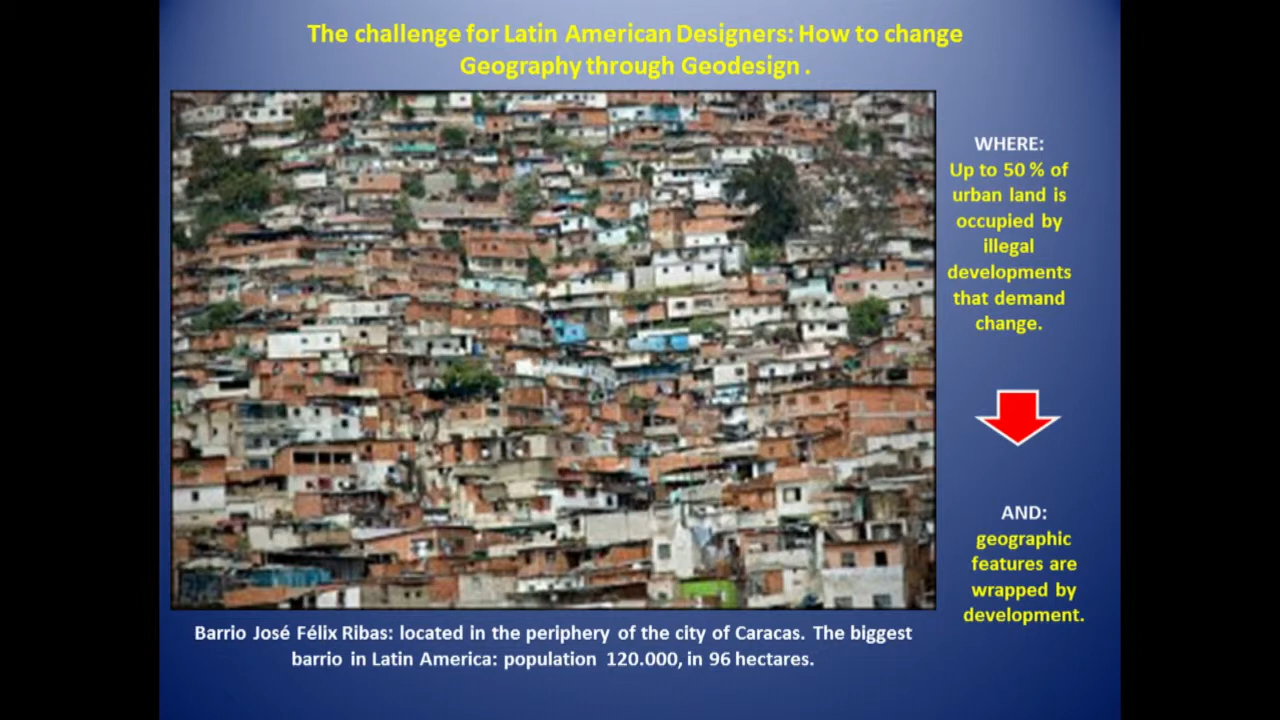 The challenge for Latin American Designers: How to change
Geography through Geodesign .
WHERE:
Up to 50 % of
urban land is
occupied by
illegal
developments
that demand
change.
AND:
geographic
features are
wrapped by
development.
Barrio José Félix Ribas: located in the periphery of the city of Caracas. The biggest
barrio in Latin America: population 120.000, in 96 hectares.